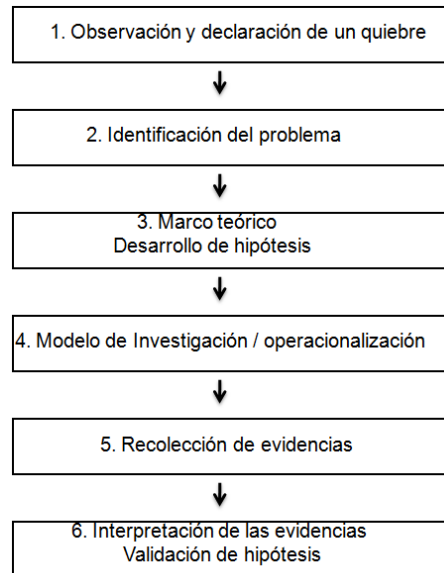 1. Observación y declaración de un quiebre
2. Identificación del problema
3. Marco teórico
Desarrollo de hipótesis
4. Modelo de Investigación / operacionalización
5. Recolección de evidencias
6. Interpretación de las evidencias
Validación de hipótesis